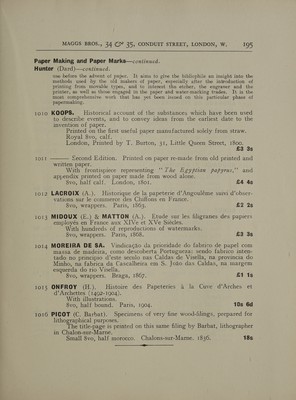 MAGGS BROS., 34 & 35, CONDUIT STREET, LONDON, W. 195
Paper Making and Paper Marks—continued.
Hunter (Dard)—continued.
use before the advent of paper. It aims to give the bibliophile an insight into the
methods used by the old makers of paper, especially after the introduction of
printing from movable types, and to interest the etcher, the engraver and the
printer, as well as those engaged in the paper and water-marking trades. It is the
most comprehensive work that has yet been issued on this particular phase of
papermaking.
1010 KOOPS. Historical account of the substances which have been used
to describe events, and to convey ideas from the earliest date to the
invention of paper.
Printed on the first useful paper manufactured solely from straw.
Royal 8vo, calf.
London, Printed by T. Burton, 31, Little Queen Street, 1800.
£3 3s
1011 ——— Second Edition. Printed on paper re-made from old printed and
written paper.
With frontispiece representing "The Egyptian papyrus," and
appendix printed on paper made from wood alone.
8vo, half calf. London, 1801. £4 4s
1012 LACROIX (A.). Historique de la papeterie d'Angoulême suivi d'obser-
vations sur le commerce des Chiffons en France.
8vo, wrappers. Paris, 1863. £2 2s
1013 MIDOUX (E.) & MATTON (A.). Etude sur les filigranes des papiers
employés en France aux XIVe et XVe Siècles.
With hundreds of reproductions of watermarks.
8vo, wrappers. Paris, 1868. £3 3s
1014 MOREIRA DE SA. Vindicação da prioridade do fabrico de papel com
massa de madeira, como descoberta Portugueza: sendo fabrico inten-
tado no principio d'este seculo nas Caldas de Visella, na provincia do
Minho, na fabrica da Cascalheira em S. João das Caldas, na margem
esquerda do rio Visella.
8vo, wrappers. Braga, 1867. £1 1s
1015 ONFROY (H.). Histoire des Papeteries à la Cuve d'Arches et
d'Archettes (1492-1904).
With illustrations.
8vo, half bound. Paris, 1904. 10s 6d
1016 PICOT (C. Barbat). Specimens of very fine wood-filings, prepared for
lithographical purposes.
The title-page is printed on this same filing by Barbat, lithographer
in Chalons-sur-Marne.
Small 8vo, half morocco. Chalons-sur-Marne. 1836. 18s